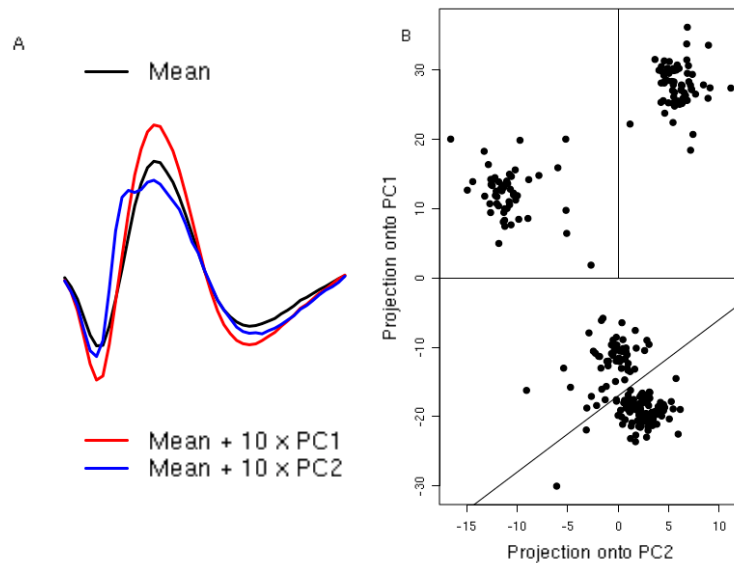 A
Mean
Mean + 10 x PC1
Mean + 10 x PC2
B
Projection onto PC1
30
20
10
0
-10
-20
-30
-15
-10
-5
0
5
10
Projection onto PC2